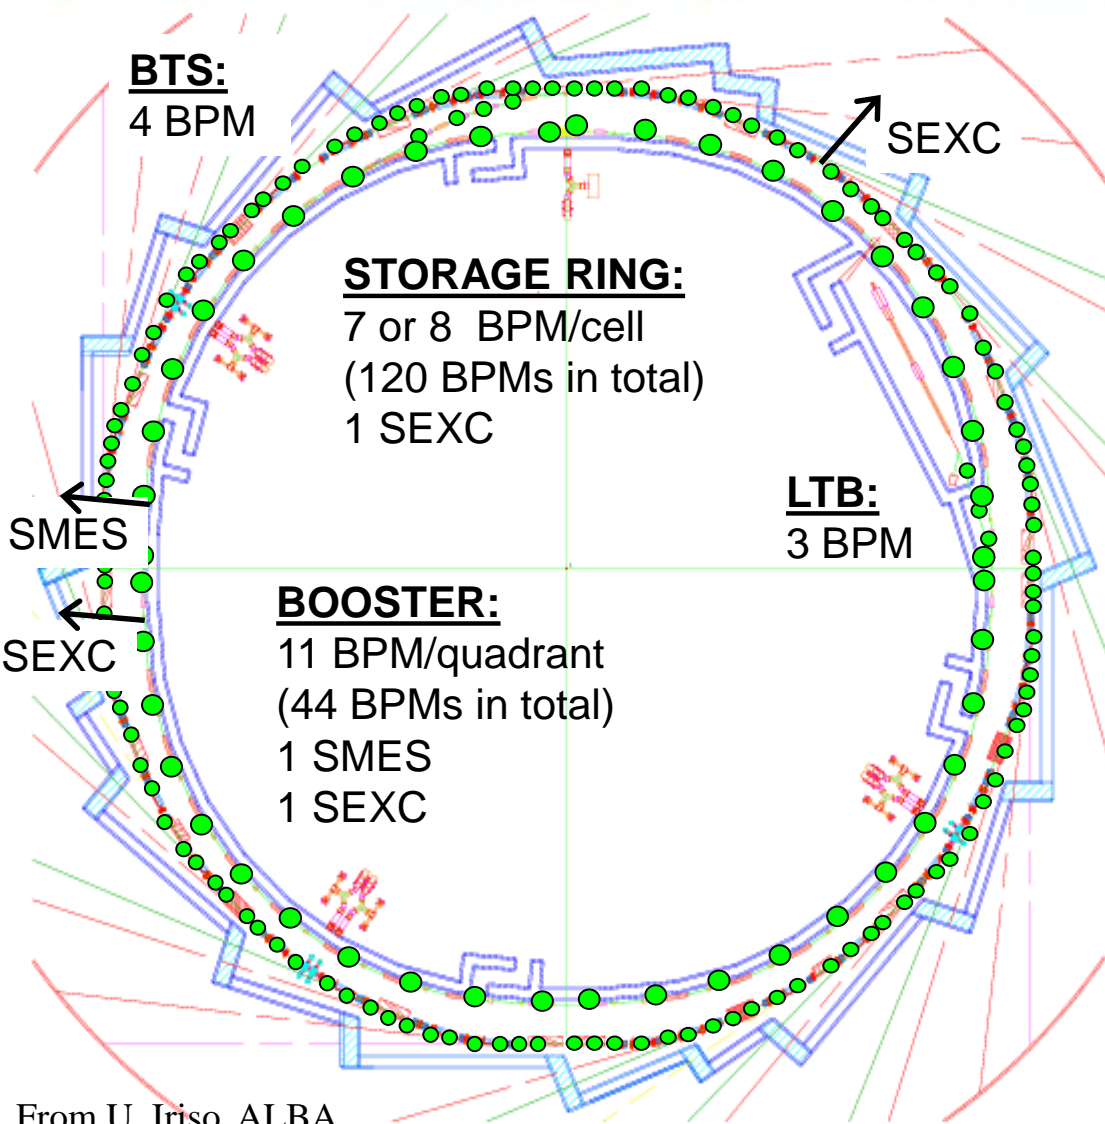 BTS:
4 BPM
SEXC
STORAGE RING:
7 or 8 BPM/cell
(120 BPMs in total)
1 SEXC
LTB:
3 BPM
SMES
BOOSTER:
11 BPM/quadrant
(44 BPMs in total)
1 SMES
1 SEXC
SEXC
From U. Iriso, ALBA